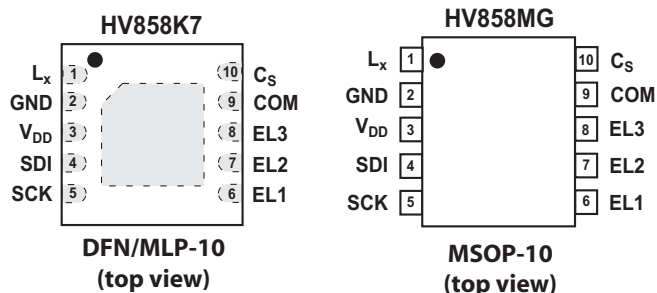 HV858K7
Lx 1 10 CS
GND 2 9 COM
VDD 3 8 EL3
SDI 4 7 EL2
SCK 5 6 EL1
DFN/MLP-10
(top view)
HV858MG
Lx 1 10 CS
GND 2 9 COM
VDD 3 8 EL3
SDI 4 7 EL2
SCK 5 6 EL1
MSOP-10
(top view)